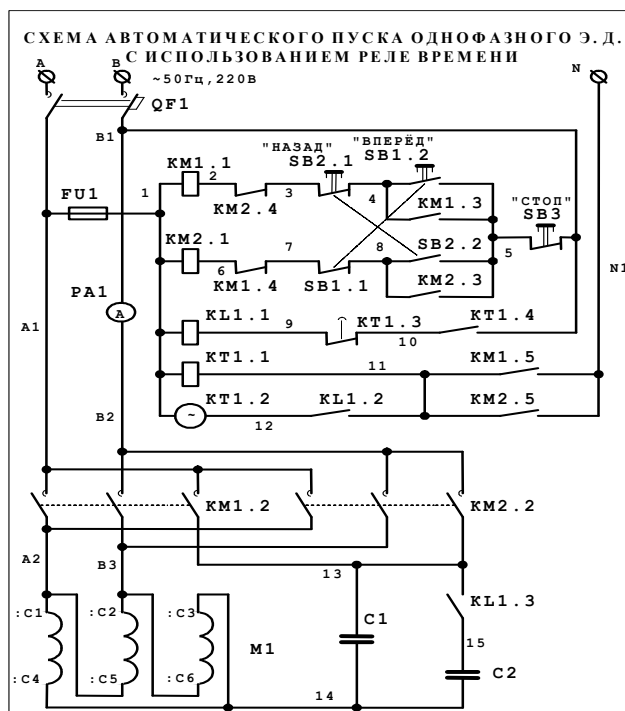 СХЕМА АВТОМАТИЧЕСКОГО ПУСКА ОДНОФАЗНОГО Э. Д.
С ИСПОЛЬЗОВАНИЕМ РЕЛЕ ВРЕМЕНИ
A B N
~50Гц, 220В
QF1
B1
"НАЗАД" "ВПЕРЁД"
SB2.1 SB1.2
KM1.1
2
1
FU1
KM2.4
3
4
KM1.3
"СТОП"
SB3
KM2.1
7
8
SB2.2
5
6
KM1.4
SB1.1
KM2.3
N1
PA1
A
A1
KL1.1
9
KT1.3
KT1.4
10
KT1.1
11
KM1.5
KT1.2
~
KL1.2
KM2.5
12
B2
KM1.2
KM2.2
A2
B3
13
:C1
:C2
:C3
C1
KL1.3
M1
15
:C4
:C5
:C6
C2
14